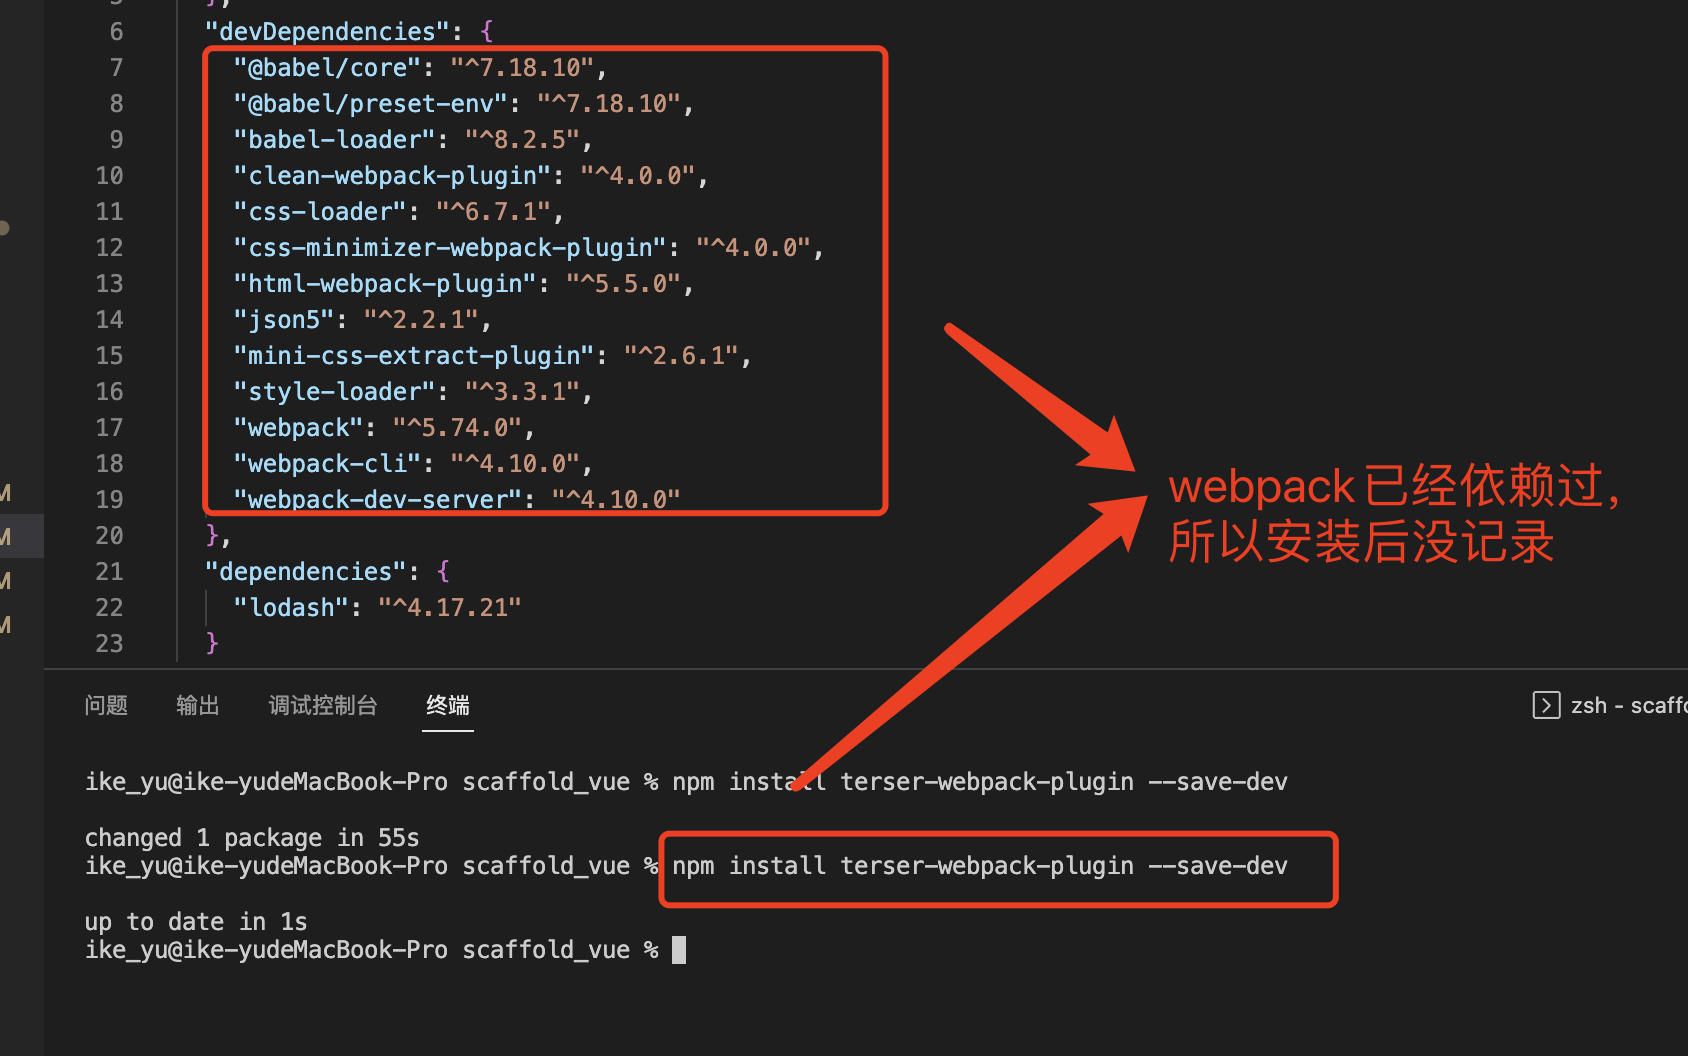 6 "devDependencies": {
7 "@babel/core": "^7.18.10",
8 "@babel/preset-env": "^7.18.10",
9 "babel-loader": "^8.2.5",
10 "clean-webpack-plugin": "^4.0.0",
11 "css-loader": "^6.7.1",
12 "css-minimizer-webpack-plugin": "^4.0.0",
13 "html-webpack-plugin": "^5.5.0",
14 "json5": "^2.2.1",
15 "mini-css-extract-plugin": "^2.6.1",
16 "style-loader": "^3.3.1",
17 "webpack": "^5.74.0",
18 "webpack-cli": "^4.10.0",
19 "webpack-dev-server": "^4.10.0"
20 },
21 "dependencies": {
22 "lodash": "^4.17.21"
23 }
M
M
M
M
webpack已经依赖过,
所以安装后没记录
问题 输出 调试控制台 终端
zsh - scaffo
ike_yu@ike-yudeMacBook-Pro scaffold_vue % npm install terser-webpack-plugin --save-dev
changed 1 package in 55s
ike_yu@ike-yudeMacBook-Pro scaffold_vue % npm install terser-webpack-plugin --save-dev
up to date in 1s
ike_yu@ike-yudeMacBook-Pro scaffold_vue %